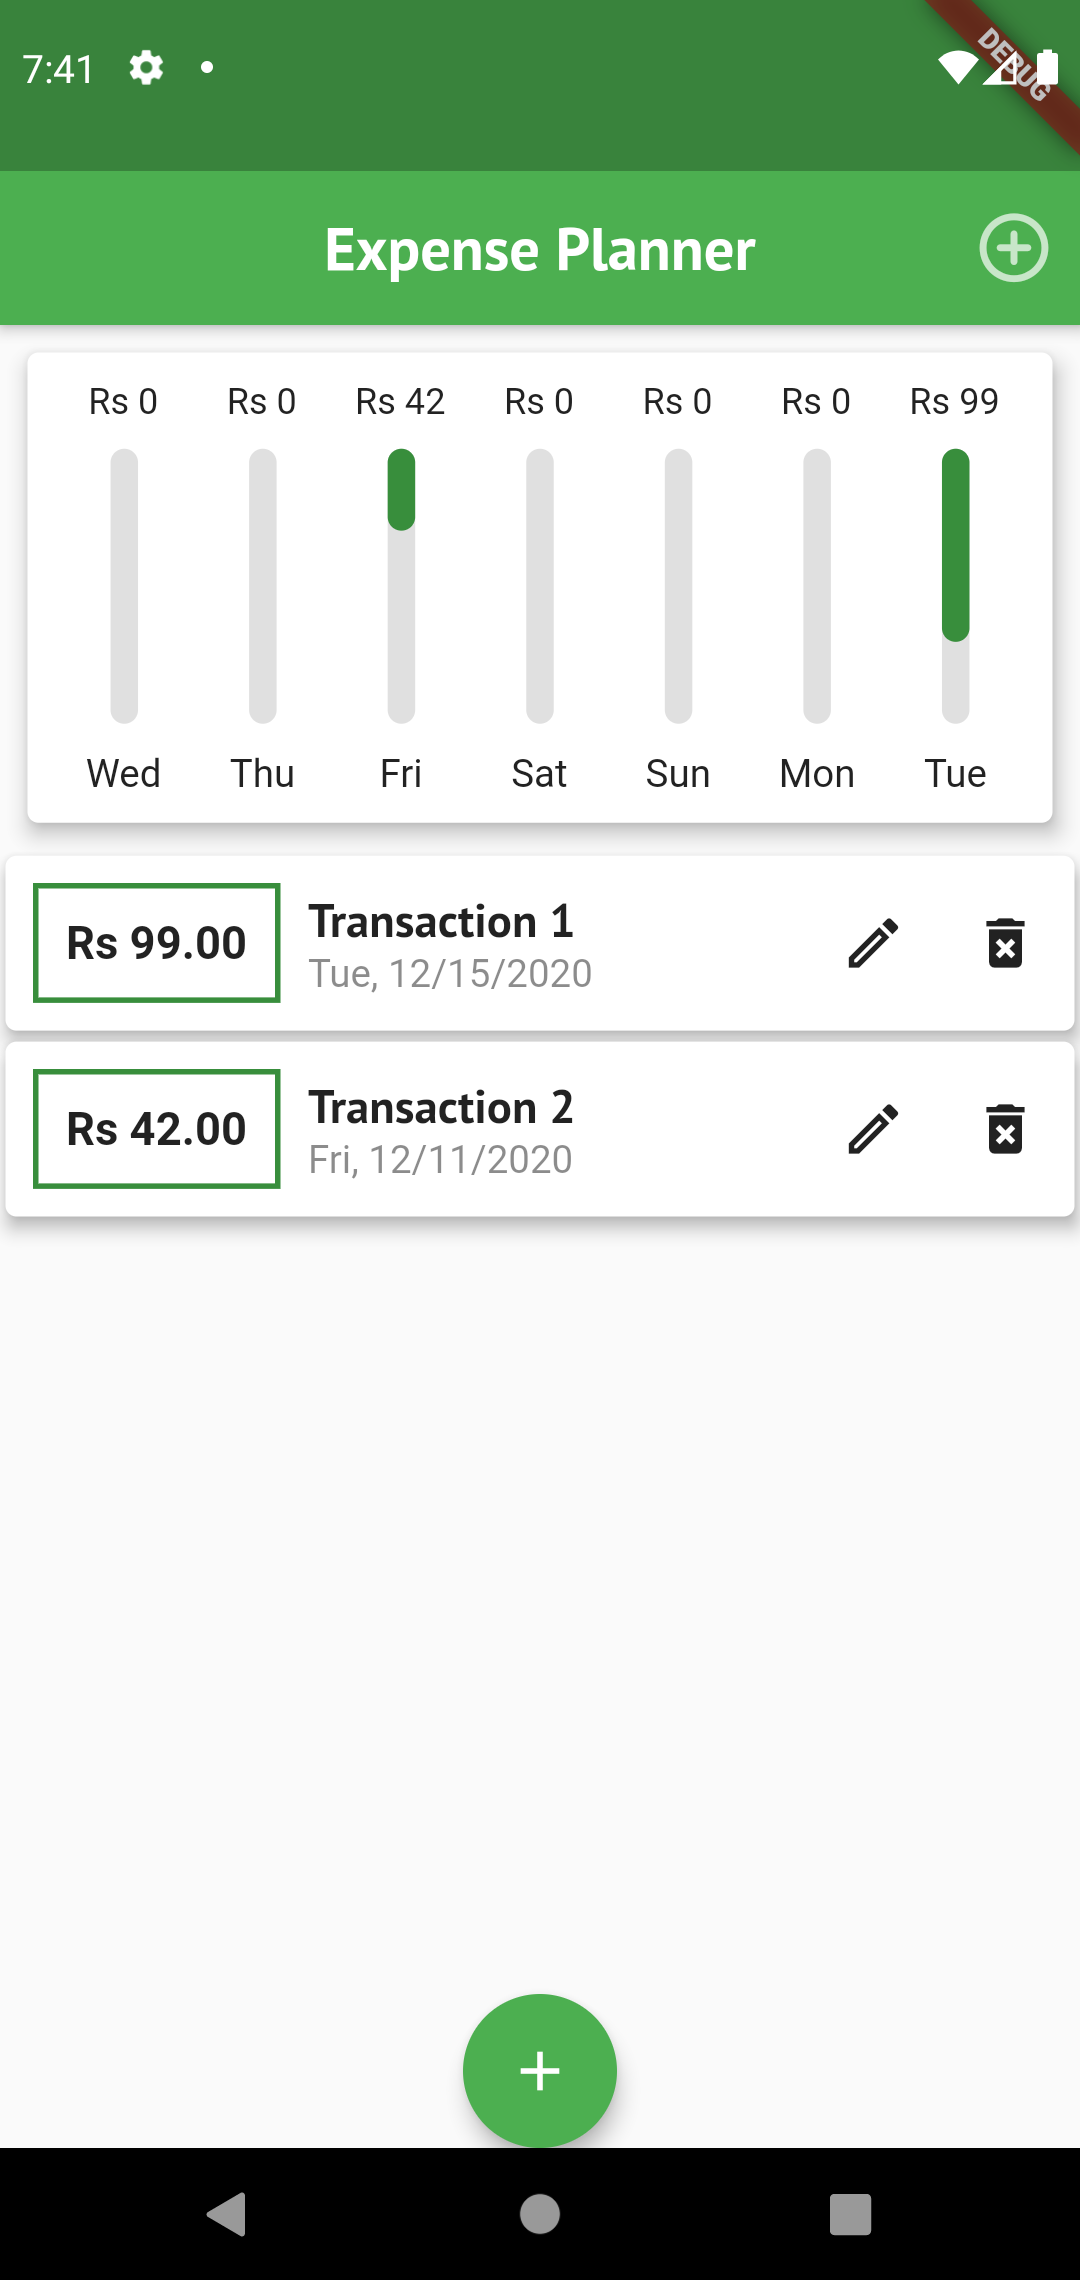 7:41
DEBUG
Expense Planner
Rs 0 Rs 0 Rs 42 Rs 0 Rs 0 Rs 0 Rs 99
Wed Thu Fri Sat Sun Mon Tue
Rs 99.00
Transaction 1
Tue, 12/15/2020
Rs 42.00
Transaction 2
Fri, 12/11/2020